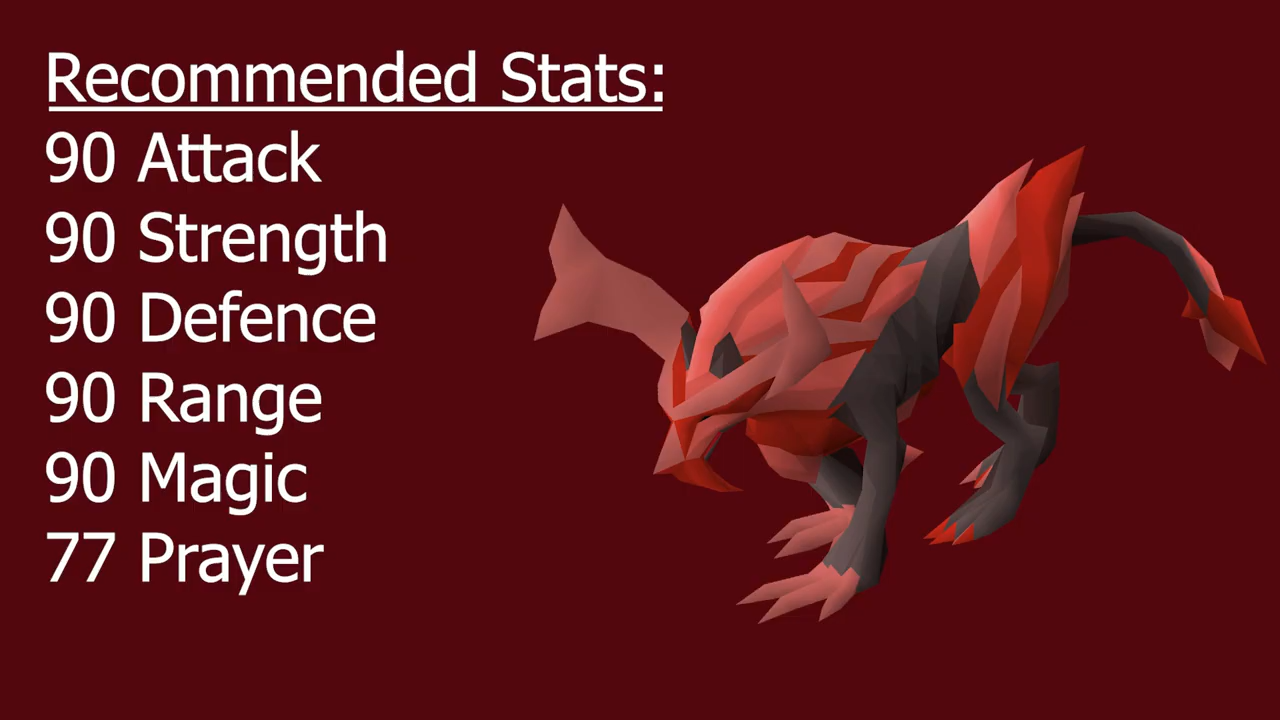 Recommended Stats:
90 Attack
90 Strength
90 Defence
90 Range
90 Magic
77 Prayer